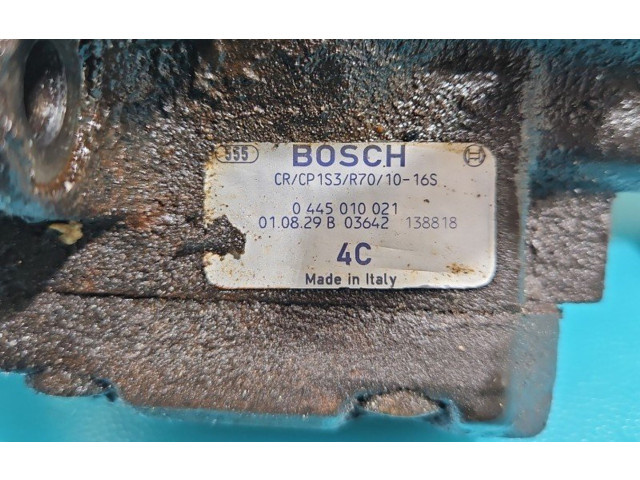 555 BOSCH
CR/CP1S3/R70/10-16S
0 445 010 021
01.08.29 B 03642 138818
4C
Made in Italy